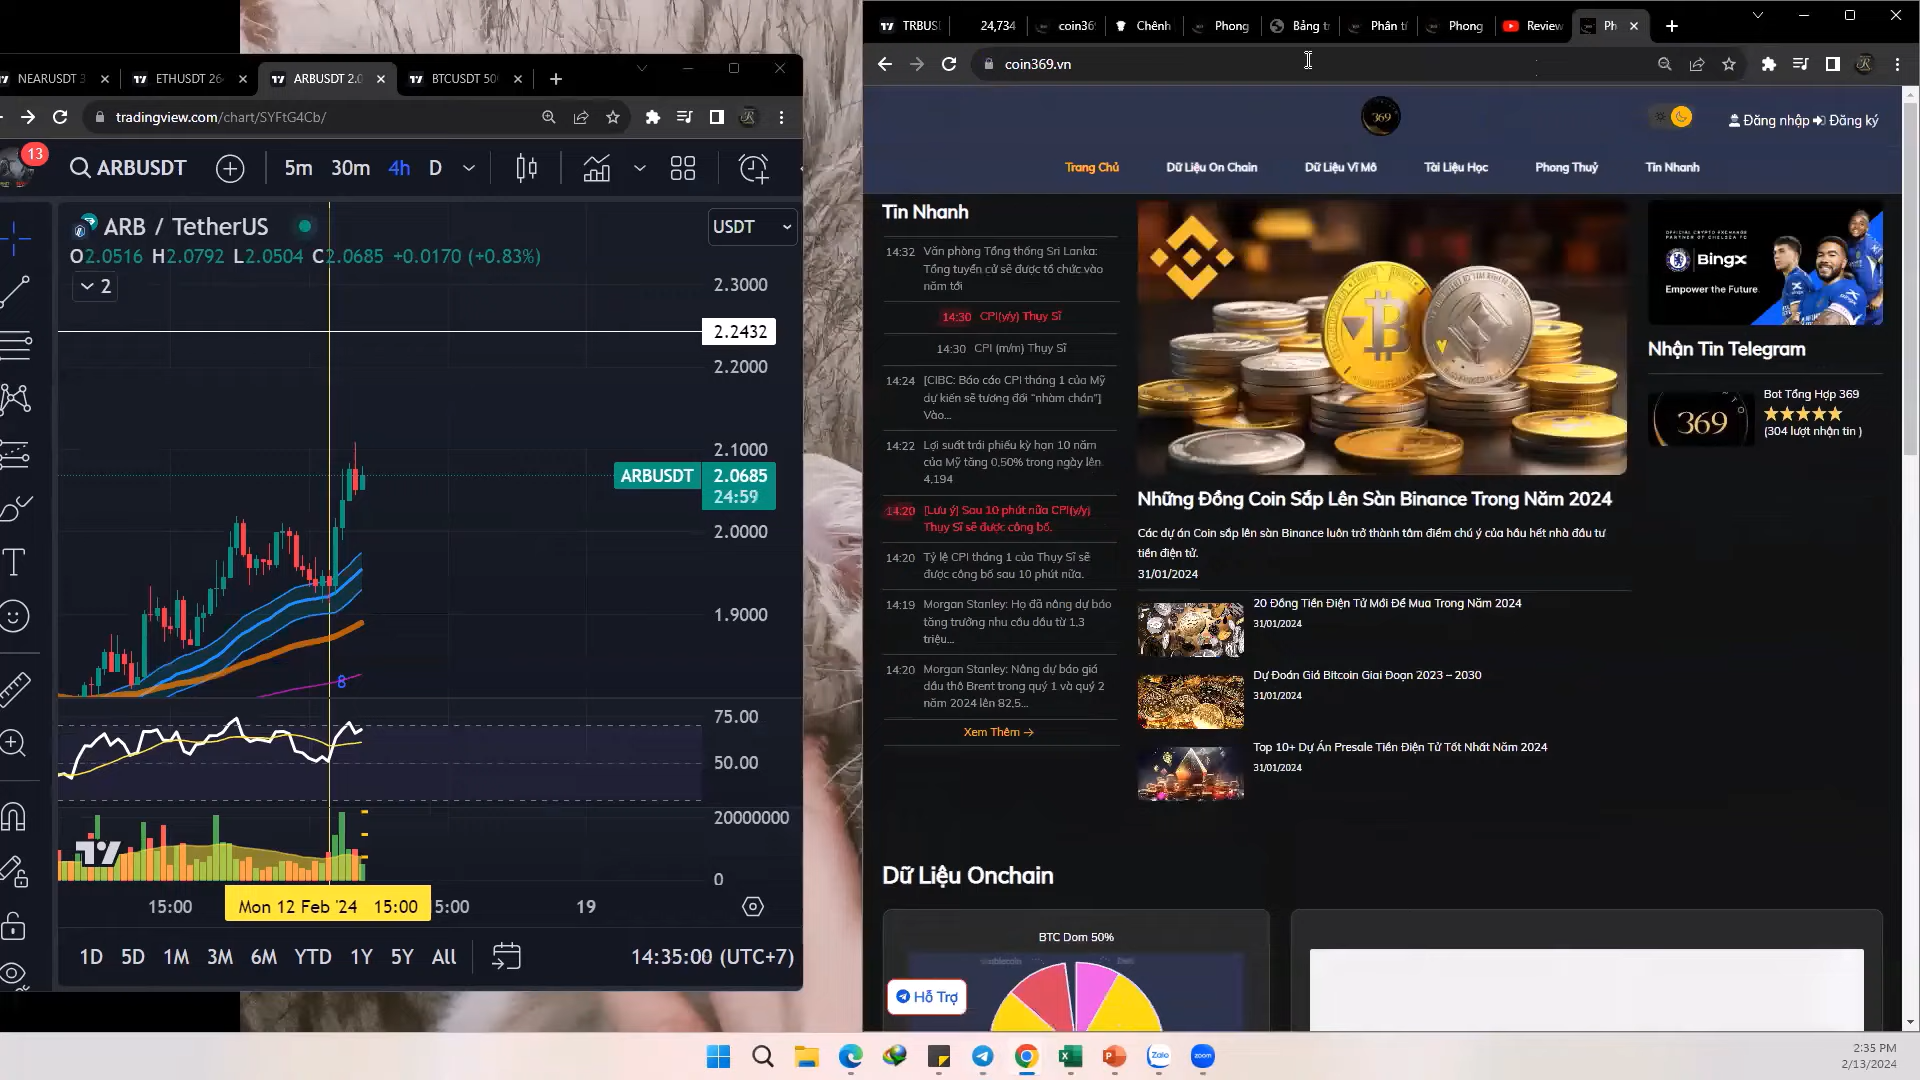 NEARUSDT 3
ETHUSDT 264
ARBUSDT 2.0
BTCUSDT 500
tradingview.com/chart/SYFtG4Cb/
13
ARBUSDT
5m
30m
4h
D
ARB / TetherUS
USDT
O2.0516 H2.0792 L2.0504 C2.0685 +0.0170 (+0.83%)
2
2.3000
2.2432
2.2000
2.1000
ARBUSDT
2.0685
24:59
2.0000
1.9000
8
75.00
50.00
20000000
0
15:00
Mon 12 Feb '24 15:00
5:00
19
1D 5D 1M 3M 6M YTD 1Y 5Y All
14:35:00 (UTC+7)
TRBUS
24,734
coin36
Chênh
Phong
Bảng t
Phân t
Phong
Review
Ph
coin369.vn
369
Đăng nhập
Đăng ký
Trang Chủ
Dữ Liệu On Chain
Dữ Liệu Vĩ Mô
Tài Liệu Học
Phong Thuỷ
Tin Nhanh
Tin Nhanh
14:32 Văn phòng Tổng thống Sri Lanka:
Tổng tuyển cử sẽ được tổ chức vào
năm tới
14:30 CPI(y/y) Thụy Sĩ
14:30 CPI (m/m) Thụy Sĩ
14:24 [CIBC: Báo cáo CPI tháng 1 của Mỹ
dự kiến sẽ tương đối "nhàm chán"]
Vào...
14:22 Lợi suất trái phiếu kỳ hạn 10 năm
của Mỹ tăng 0,50% trong ngày lên
4,194
14:20 [Lưu ý] Sau 10 phút nữa CPI(y/y)
Thụy Sĩ sẽ được công bố.
14:20 Tỷ lệ CPI tháng 1 của Thụy Sĩ sẽ
được công bố sau 10 phút nữa.
14:19 Morgan Stanley: Họ đã nâng dự báo
tăng trưởng nhu cầu dầu từ 1,3
triệu...
14:20 Morgan Stanley: Nâng dự báo giá
dầu thô Brent trong quý 1 và quý 2
năm 2024 lên 82,5...
Xem Thêm →
Những Đồng Coin Sắp Lên Sàn Binance Trong Năm 2024
Các dự án Coin sắp lên sàn Binance luôn trở thành tâm điểm chú ý của hầu hết nhà đầu tư
tiền điện tử.
31/01/2024
20 Đồng Tiền Điện Tử Mới Để Mua Trong Năm 2024
31/01/2024
Dự Đoán Giá Bitcoin Giai Đoạn 2023 – 2030
31/01/2024
Top 10+ Dự Án Presale Tiền Điện Tử Tốt Nhất Năm 2024
31/01/2024
OFFICIAL CRYPTO EXCHANGE
PARTNER OF CHELSEA FC
BingX
Empower the Future.
Nhận Tin Telegram
369
Bot Tổng Hợp 369
(304 lượt nhận tin )
Dữ Liệu Onchain
BTC Dom 50%
Hỗ Trợ
Zalo
zoom
2:35 PM
2/13/2024